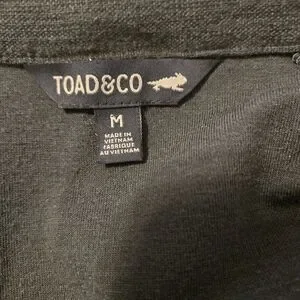 TOAD&CO
M
MADE IN
VIETNAM
FABRIQUÉ
AU VIETNAM